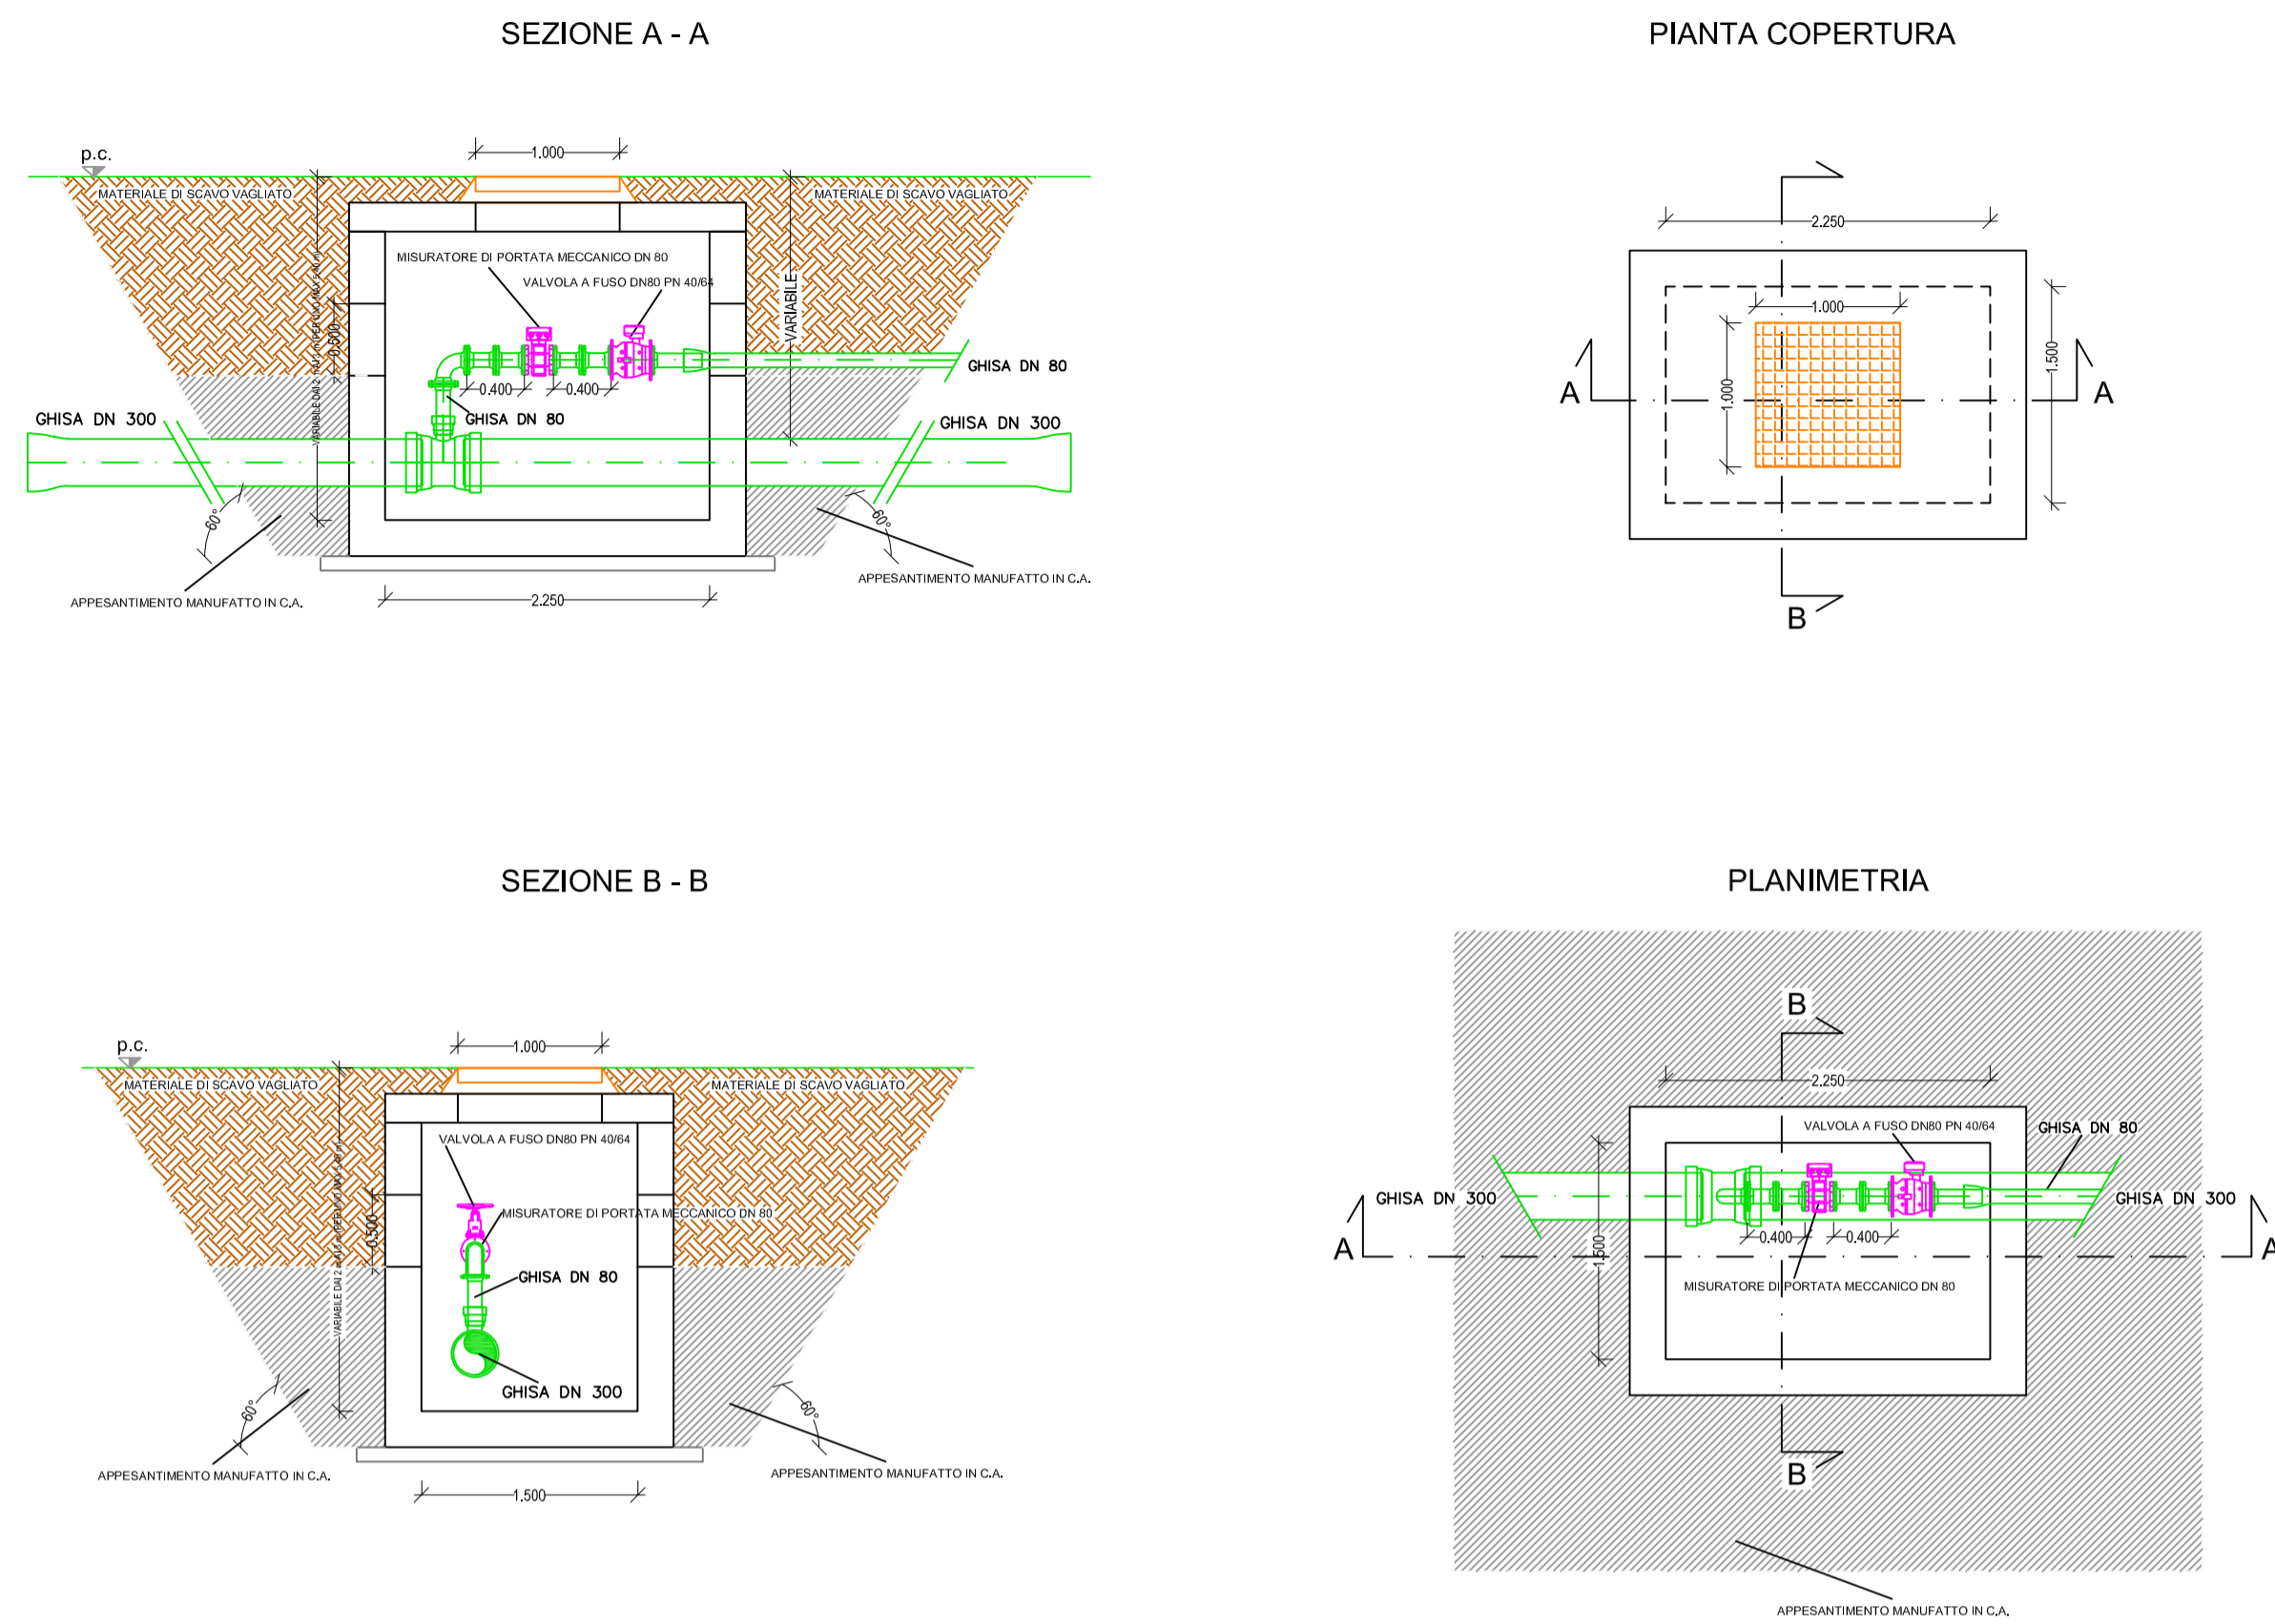 SEZIONE A - A
p.c.
1.000
MATERIALE DI SCAVO VAGLIATO
MATERIALE DI SCAVO VAGLIATO
MISURATORE DI PORTATA MECCANICO DN 80
VALVOLA A FUSO DN80 PN 40/64
VARIABILE
0.500
GHISA DN 80
0.400
0.400
GHISA DN 80
GHISA DN 300
GHISA DN 300
60°
60°
APPESANTIMENTO MANUFATTO IN C.A.
APPESANTIMENTO MANUFATTO IN C.A.
2.250
PIANTA COPERTURA
2.250
1.000
1.000
1.500
A
A
B
SEZIONE B - B
p.c.
1.000
MATERIALE DI SCAVO VAGLIATO
MATERIALE DI SCAVO VAGLIATO
VALVOLA A FUSO DN80 PN 40/64
MISURATORE DI PORTATA MECCANICO DN 80
0.500
GHISA DN 80
GHISA DN 300
60°
60°
APPESANTIMENTO MANUFATTO IN C.A.
APPESANTIMENTO MANUFATTO IN C.A.
1.500
PLANIMETRIA
B
2.250
VALVOLA A FUSO DN80 PN 40/64
GHISA DN 80
GHISA DN 300
GHISA DN 300
0.400
0.400
1.500
A
A
MISURATORE DI PORTATA MECCANICO DN 80
B
APPESANTIMENTO MANUFATTO IN C.A.